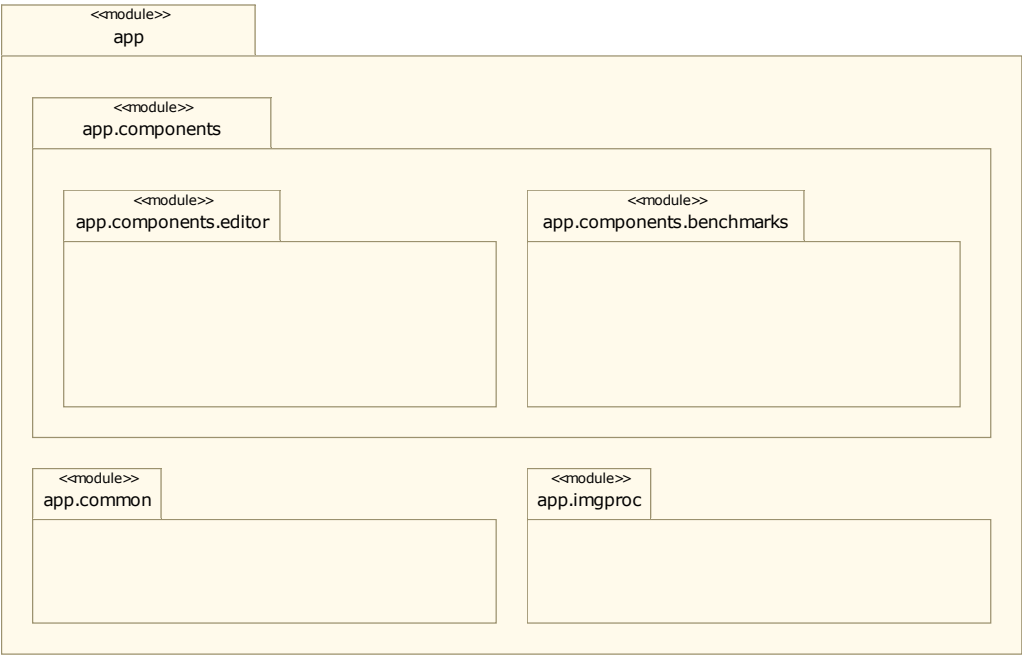 <<module>>
app
<<module>>
app.components
<<module>>
app.components.editor
<<module>>
app.components.benchmarks
<<module>>
app.common
<<module>>
app.imgproc